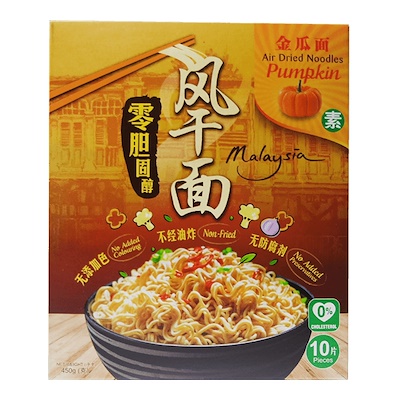 金瓜面
Air Dried Noodles
Pumpkin
素
风干面
零胆固醇
Malaysia
无添加色
No Added
Colouring
不经油炸
Non-Fried
无防腐剂
No Added
Preservatives
0%
CHOLESTEROL
10片
Pieces
450g (克)